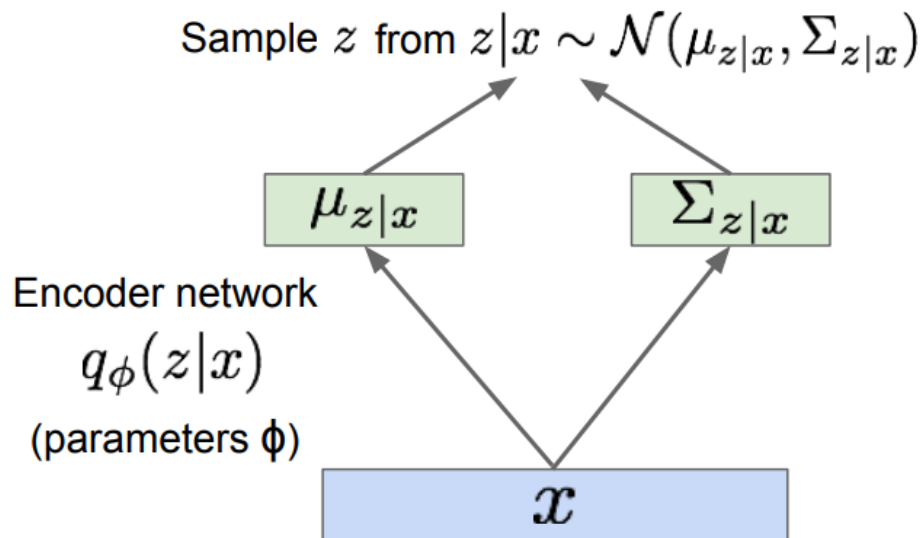 Sample z from z|x ∼ 𝒩(μ_{z|x}, Σ_{z|x})
μ_{z|x}
Σ_{z|x}
Encoder network
q_ϕ(z|x)
(parameters ϕ)
x